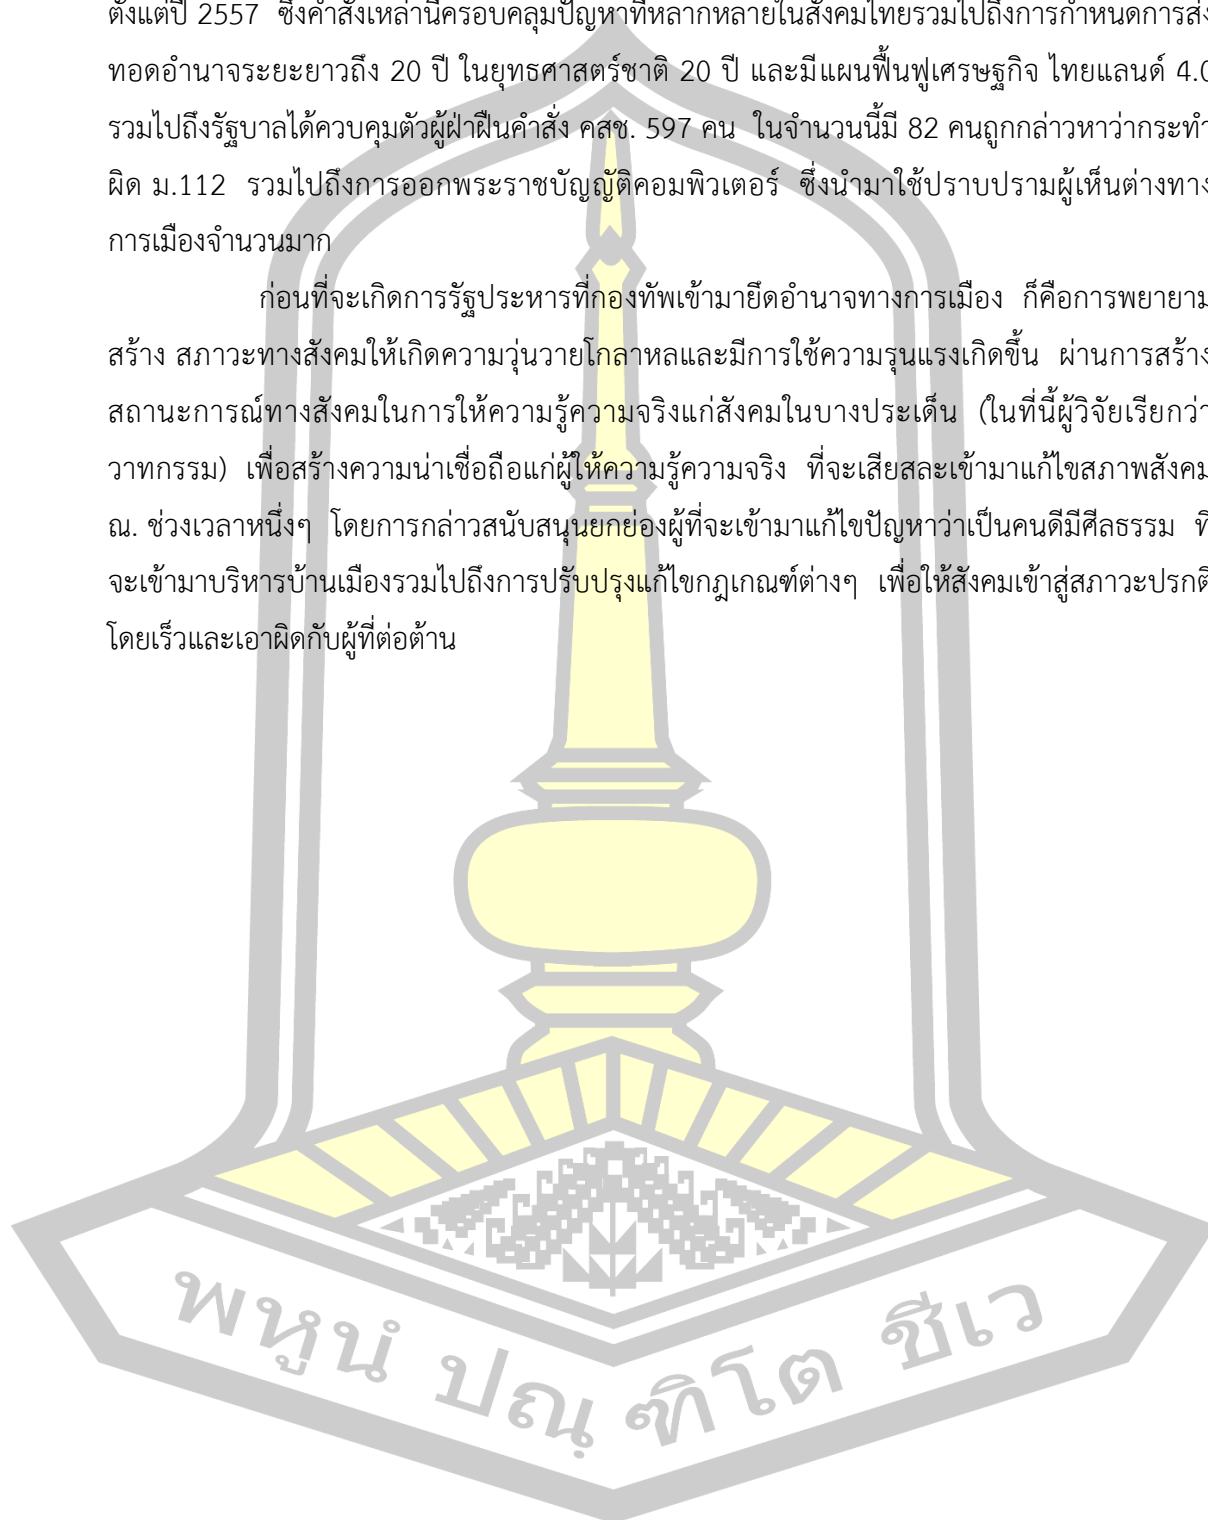 ตั้งแต่ปี 2557 ซึ่งคำสั่งเหล่านี้ครอบคลุมปัญหาที่หลากหลายในสังคมไทยรวมไปถึงการกำหนดการส่ง
ทอดอำนาจระยะยาวถึง 20 ปี ในยุทธศาสตร์ชาติ 20 ปี และมีแผนฟื้นฟูเศรษฐกิจ ไทยแลนด์ 4.0
รวมไปถึงรัฐบาลได้ควบคุมตัวผู้ฝ่าฝืนคำสั่ง คสช. 597 คน ในจำนวนนี้มี 82 คนถูกกล่าวหาว่ากระทำ
ผิด ม.112 รวมไปถึงการออกพระราชบัญญัติคอมพิวเตอร์ ซึ่งนำมาใช้ปราบปรามผู้เห็นต่างทาง
การเมืองจำนวนมาก
ก่อนที่จะเกิดการรัฐประหารที่กองทัพเข้ามายึดอำนาจทางการเมือง ก็คือการพยายาม
สร้าง สภาวะทางสังคมให้เกิดความวุ่นวายโกลาหลและมีการใช้ความรุนแรงเกิดขึ้น ผ่านการสร้าง
สถานะการณ์ทางสังคมในการให้ความรู้ความจริงแก่สังคมในบางประเด็น (ในที่นี้ผู้วิจัยเรียกว่า
วาทกรรม) เพื่อสร้างความน่าเชื่อถือแก่ผู้ให้ความรู้ความจริง ที่จะเสียสละเข้ามาแก้ไขสภาพสังคม
ณ. ช่วงเวลาหนึ่งๆ โดยการกล่าวสนับสนุนยกย่องผู้ที่จะเข้ามาแก้ไขปัญหาว่าเป็นคนดีมีศีลธรรม ที่
จะเข้ามาบริหารบ้านเมืองรวมไปถึงการปรับปรุงแก้ไขกฎเกณฑ์ต่างๆ เพื่อให้สังคมเข้าสู่สภาวะปรกติ
โดยเร็วและเอาผิดกับผู้ที่ต่อต้าน
พหูนํ ปณฺฑิโต ชีเว